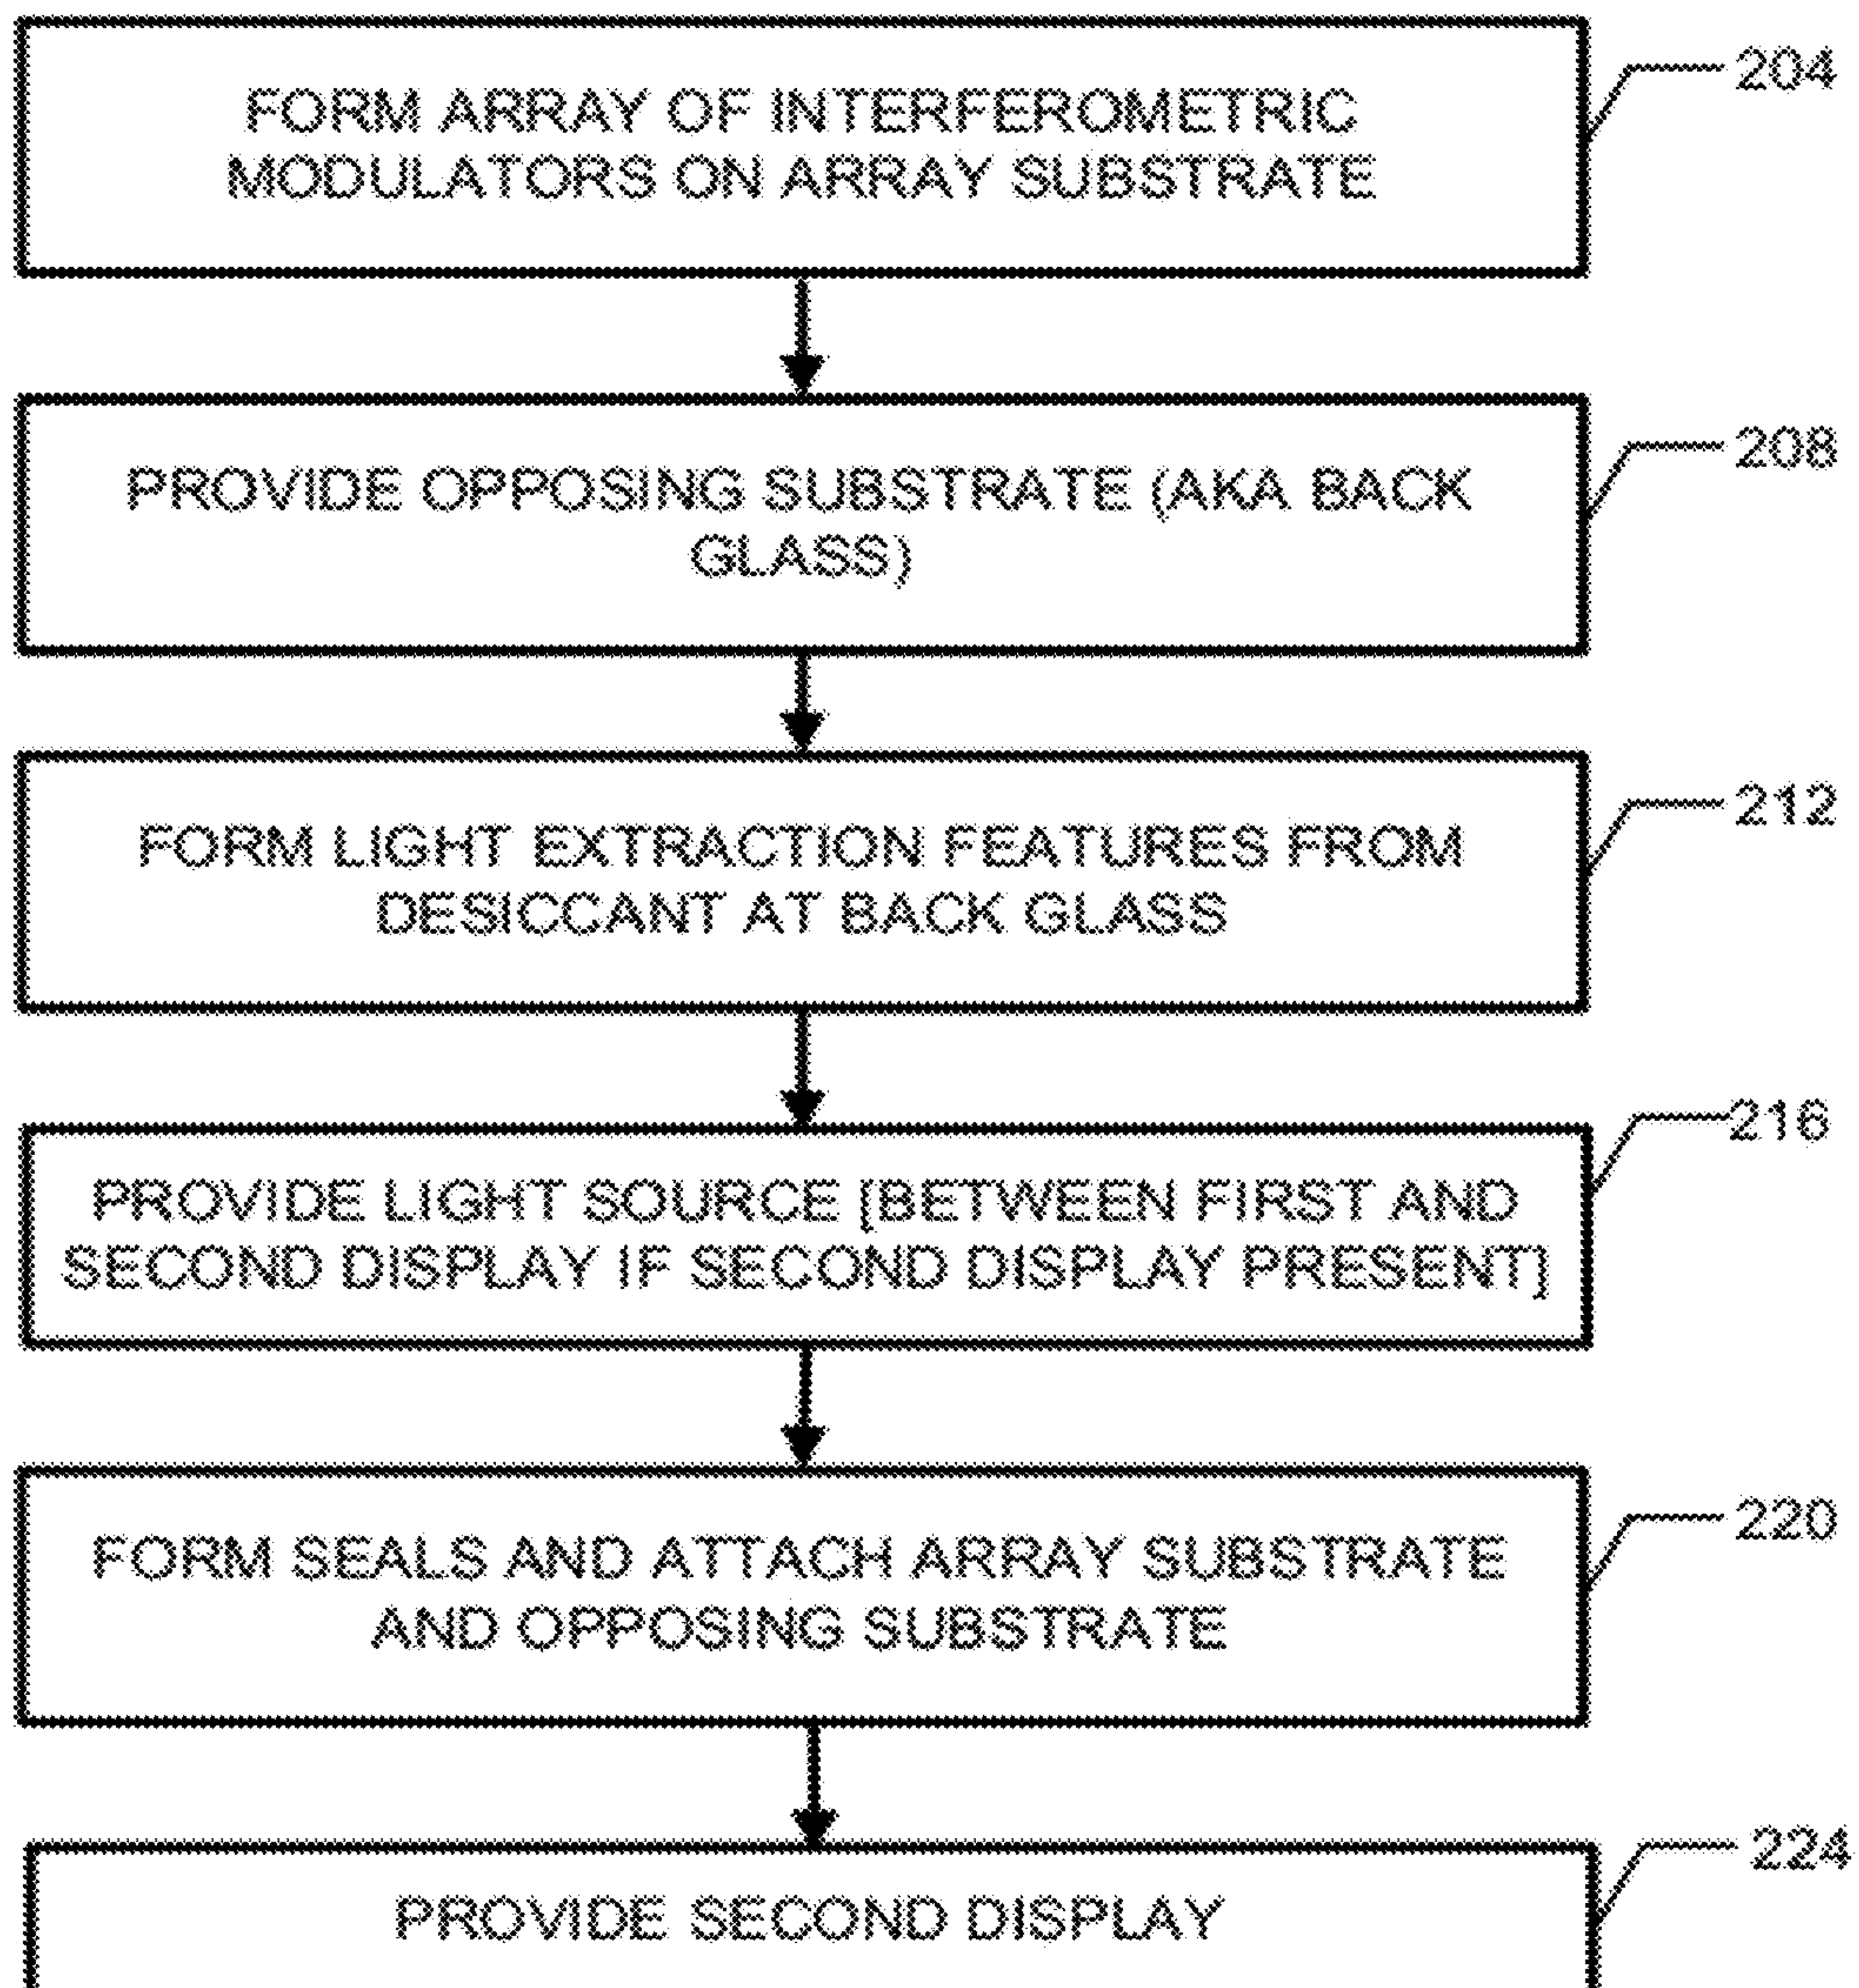 FORM ARRAY OF INTERFEROMETRIC
MODULATORS ON ARRAY SUBSTRATE
204
PROVIDE OPPOSING SUBSTRATE (AKA BACK
GLASS)
208
FORM LIGHT EXTRACTION FEATURES FROM
DESICCANT AT BACK GLASS
212
PROVIDE LIGHT SOURCE [BETWEEN FIRST AND
SECOND DISPLAY IF SECOND DISPLAY PRESENT]
216
FORM SEALS AND ATTACH ARRAY SUBSTRATE
AND OPPOSING SUBSTRATE
220
PROVIDE SECOND DISPLAY
224